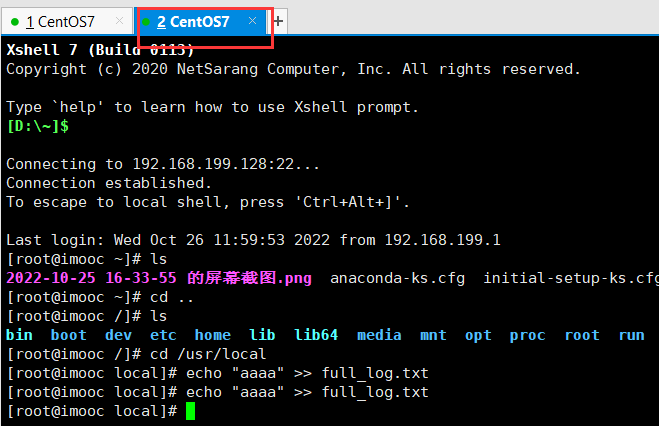 1 CentOS7 × 2 CentOS7 × +
Xshell 7 (Build 0113)
Copyright (c) 2020 NetSarang Computer, Inc. All rights reserved.
Type `help' to learn how to use Xshell prompt.
[D:\~]$
Connecting to 192.168.199.128:22...
Connection established.
To escape to local shell, press 'Ctrl+Alt+]'.
Last login: Wed Oct 26 11:59:53 2022 from 192.168.199.1
[root@imooc ~]# ls
2022-10-25 16-33-55 的屏幕截图.png anaconda-ks.cfg initial-setup-ks.cfg
[root@imooc ~]# cd ..
[root@imooc /]# ls
bin boot dev etc home lib lib64 media mnt opt proc root run
[root@imooc /]# cd /usr/local
[root@imooc local]# echo "aaaa" >> full_log.txt
[root@imooc local]# echo "aaaa" >> full_log.txt
[root@imooc local]#